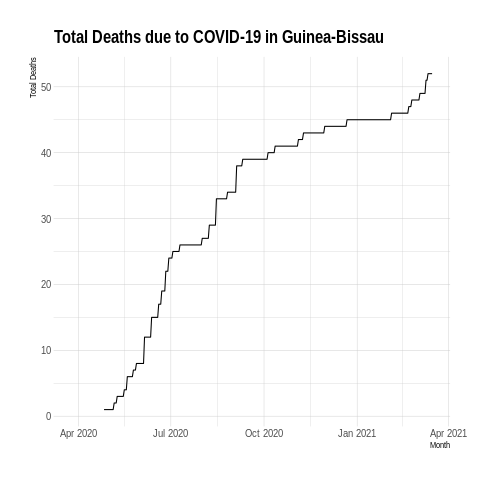 Total Deaths due to COVID-19 in Guinea-Bissau
Total Deaths
50
40
30
20
10
0
Apr 2020 Jul 2020 Oct 2020 Jan 2021 Apr 2021
Month